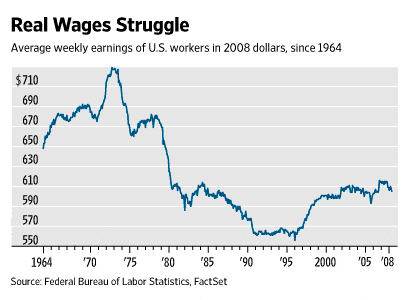 Real Wages Struggle
Average weekly earnings of U.S. workers in 2008 dollars, since 1964
$710
690
670
650
630
610
590
570
550
1964 '70 '75 '80 '85 '90 '95 2000 '05 '08
Source: Federal Bureau of Labor Statistics, FactSet